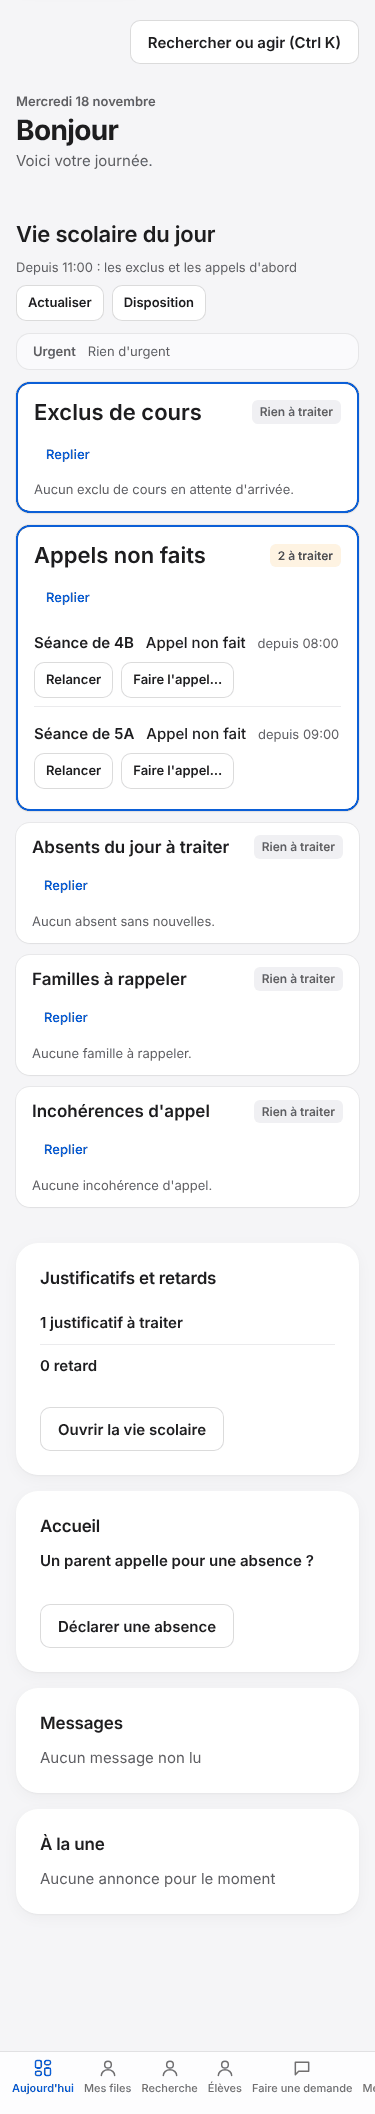 Rechercher ou agir (Ctrl K)
Mercredi 18 novembre
Bonjour
Voici votre journée.
Vie scolaire du jour
Depuis 11:00 : les exclus et les appels d'abord
Actualiser
Disposition
Urgent Rien d'urgent
Exclus de cours
Rien à traiter
Replier
Aucun exclu de cours en attente d'arrivée.
Appels non faits
2 à traiter
Replier
Séance de 4B Appel non fait depuis 08:00
Relancer
Faire l'appel...
Séance de 5A Appel non fait depuis 09:00
Relancer
Faire l'appel...
Absents du jour à traiter
Rien à traiter
Replier
Aucun absent sans nouvelles.
Familles à rappeler
Rien à traiter
Replier
Aucune famille à rappeler.
Incohérences d'appel
Rien à traiter
Replier
Aucune incohérence d'appel.
Justificatifs et retards
1 justificatif à traiter
0 retard
Ouvrir la vie scolaire
Accueil
Un parent appelle pour une absence ?
Déclarer une absence
Messages
Aucun message non lu
À la une
Aucune annonce pour le moment
Aujourd'hui
Mes files
Recherche
Élèves
Faire une demande